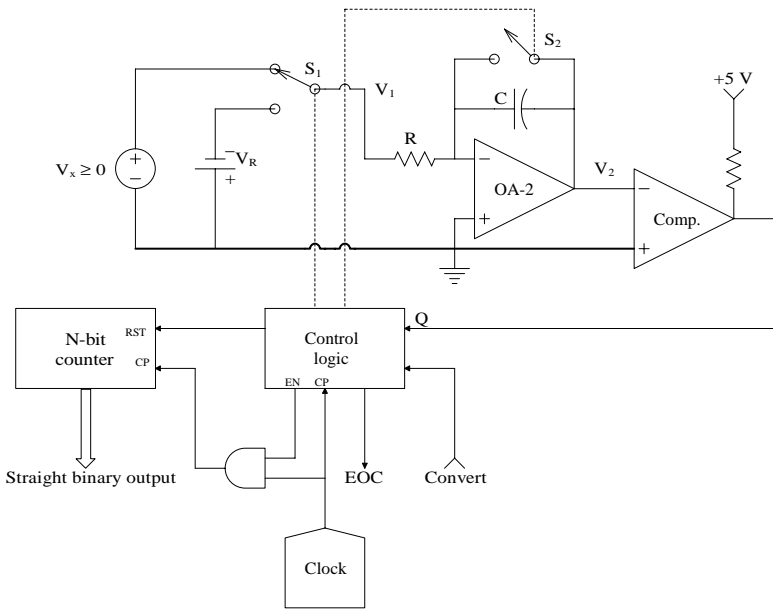 S₂
S₁
V₁
C
+5 V
R
− V_R
+
Vₓ ≥ 0
+
−
−
OA-2
+
V₂
−
Comp.
+
Q
N-bit
counter
RST
CP
Control
logic
EN CP
Straight binary output
EOC
Convert
Clock